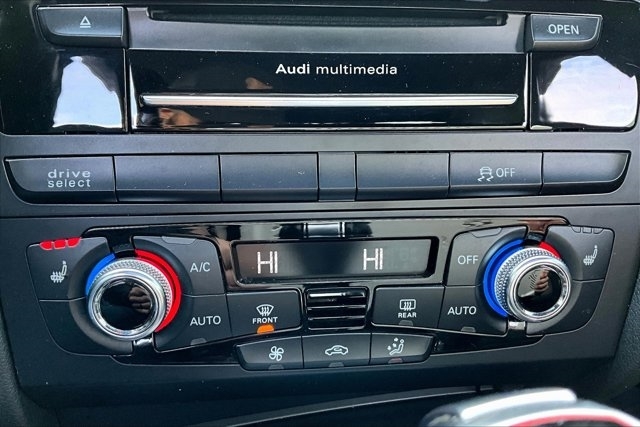 OPEN
Audi multimedia
drive
select
OFF
HI HI
A/C
OFF
AUTO
FRONT
REAR
AUTO